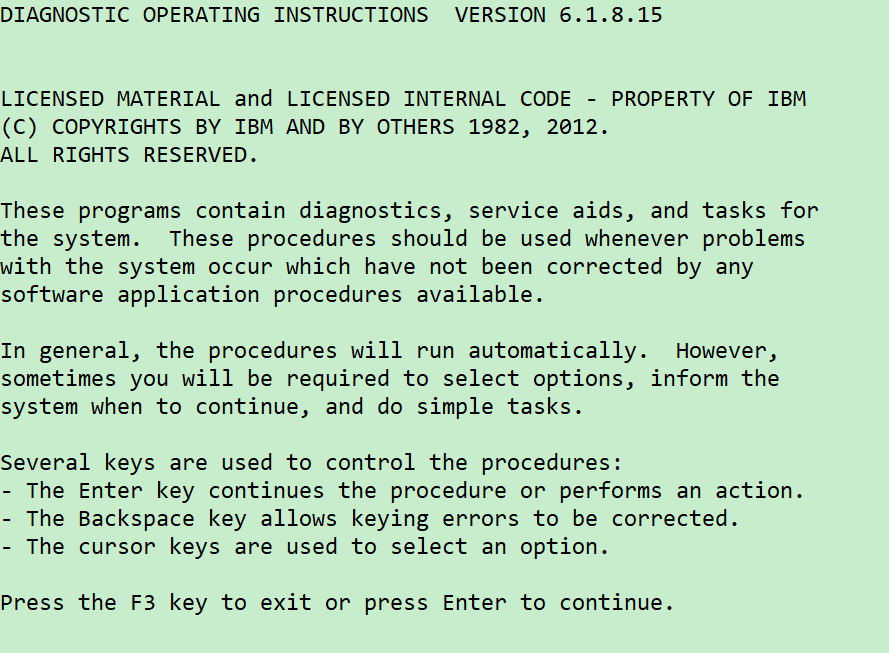 DIAGNOSTIC OPERATING INSTRUCTIONS  VERSION 6.1.8.15
LICENSED MATERIAL and LICENSED INTERNAL CODE - PROPERTY OF IBM
(C) COPYRIGHTS BY IBM AND BY OTHERS 1982, 2012.
ALL RIGHTS RESERVED.
These programs contain diagnostics, service aids, and tasks for
the system.  These procedures should be used whenever problems
with the system occur which have not been corrected by any
software application procedures available.
In general, the procedures will run automatically.  However,
sometimes you will be required to select options, inform the
system when to continue, and do simple tasks.
Several keys are used to control the procedures:
- The Enter key continues the procedure or performs an action.
- The Backspace key allows keying errors to be corrected.
- The cursor keys are used to select an option.
Press the F3 key to exit or press Enter to continue.